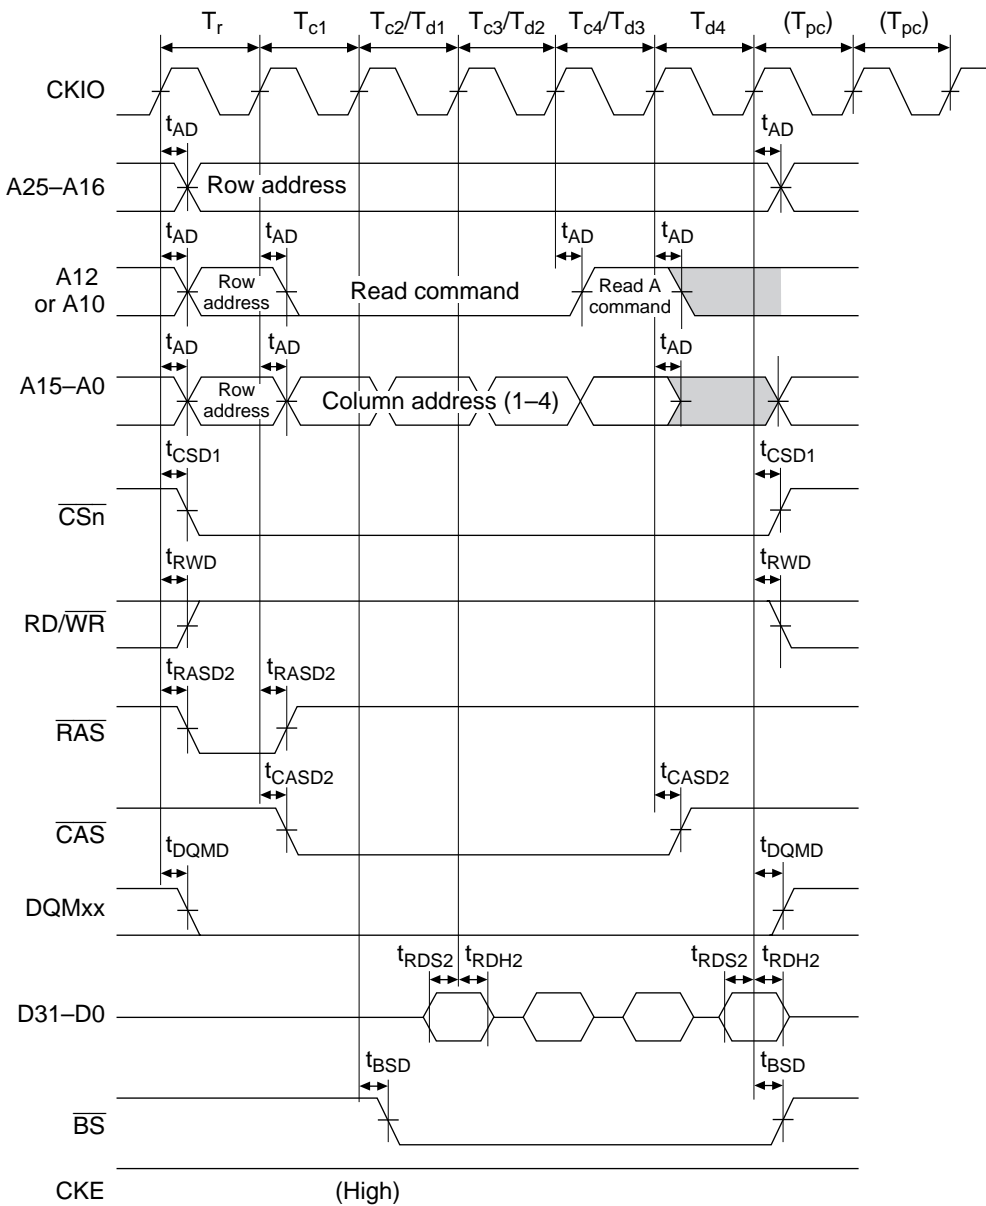 Tr Tc1 Tc2/Td1 Tc3/Td2 Tc4/Td3 Td4 (Tpc) (Tpc)
CKIO
tAD tAD
A25–A16 Row address
tAD tAD tAD tAD
A12
or A10
Row
address
Read command
Read A
command
tAD tAD tAD
A15–A0
Row
address
Column address (1–4)
tCSD1 tCSD1
CSn
tRWD tRWD
RD/WR
tRASD2 tRASD2
RAS
tCASD2 tCASD2
CAS
tDQMD tDQMD
DQMxx
tRDS2 tRDH2 tRDS2 tRDH2
D31–D0
tBSD tBSD
BS
CKE (High)